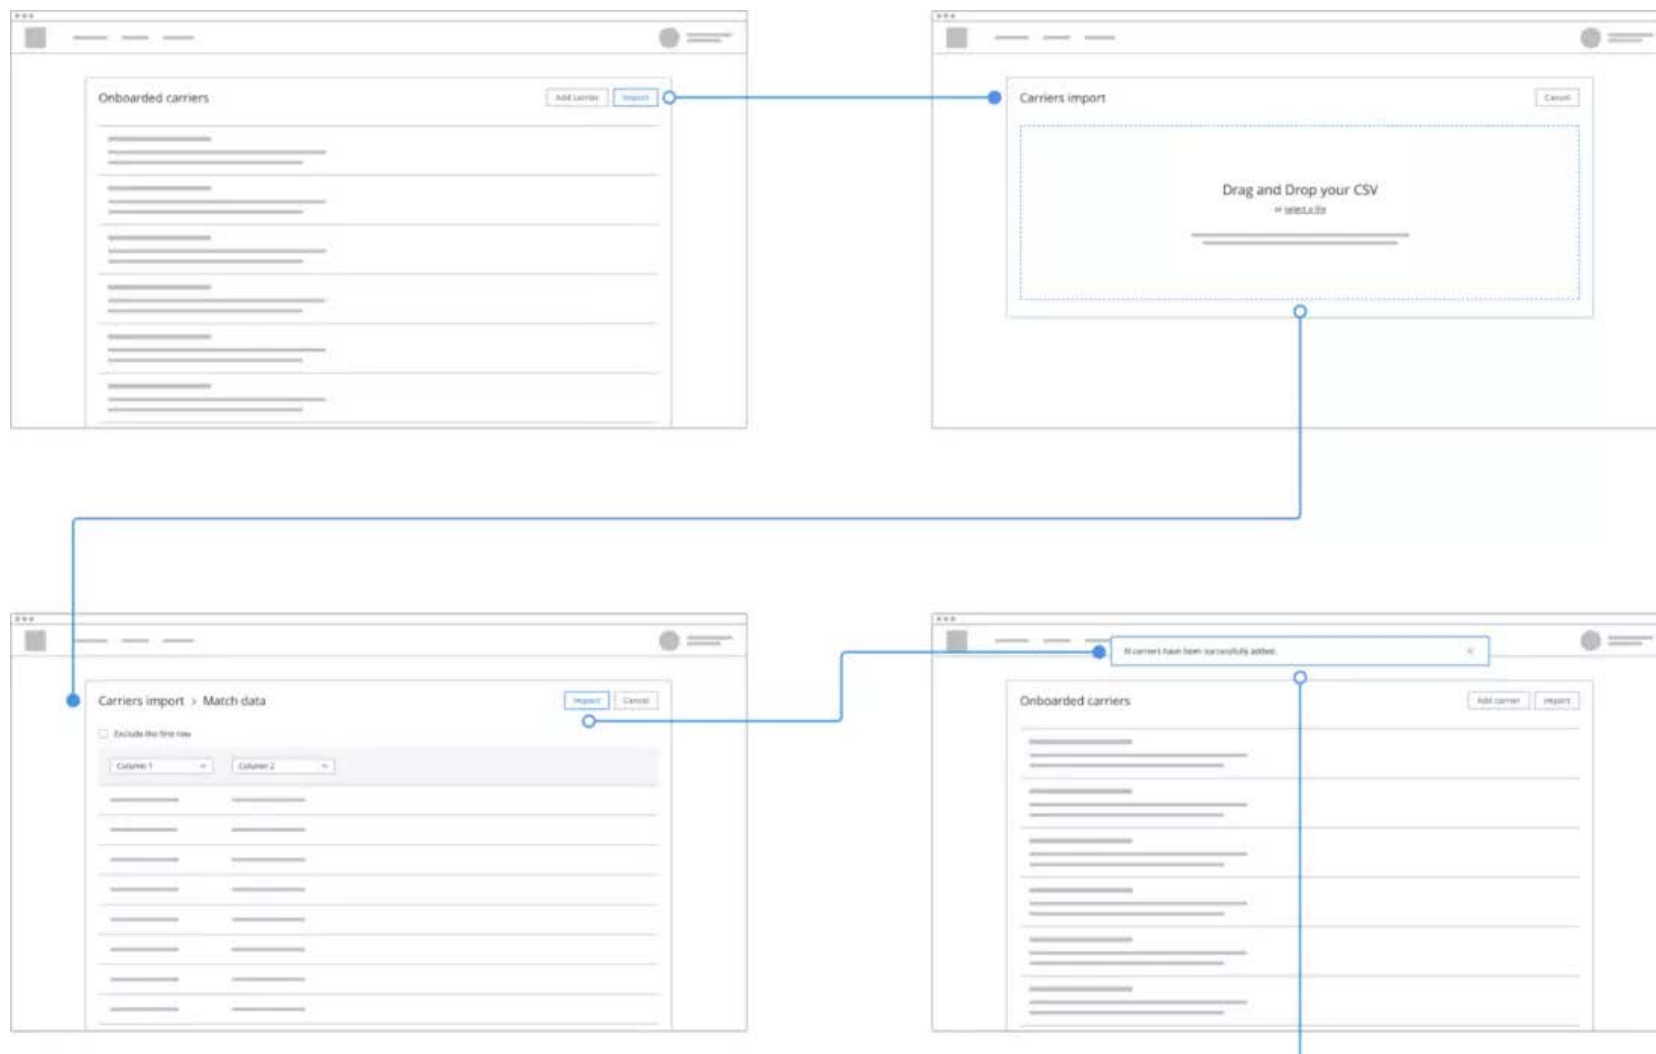 Onboarded carriers
Add carrier
Import
Carriers import
Cancel
Drag and Drop your CSV
or select a file
Carriers import > Match data
Import
Cancel
Exclude the first row
Column 1
Column 2
N carriers have been successfully added.
Onboarded carriers
Add carrier
Import